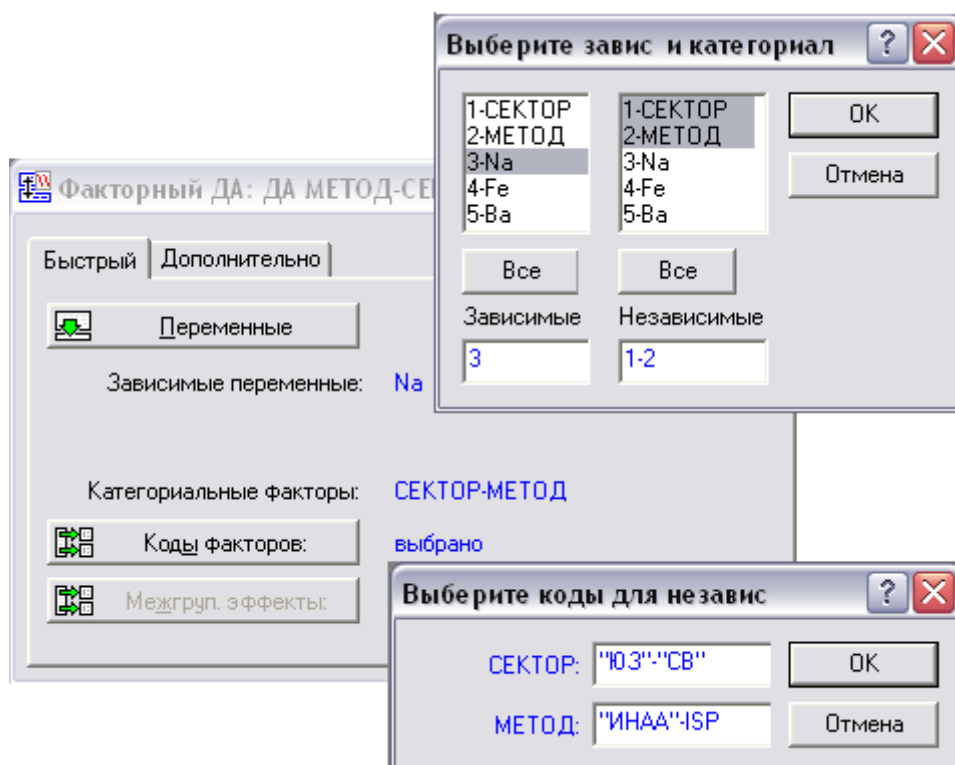 Выберите завис и категориал
1-СЕКТОР
2-МЕТОД
3-Na
4-Fe
5-Ba
1-СЕКТОР
2-МЕТОД
3-Na
4-Fe
5-Ba
OK
Отмена
Все
Все
Зависимые
Независимые
3
1-2
Факторный ДА: ДА МЕТОД-СЕ
Быстрый
Дополнительно
Переменные
Зависимые переменные: Na
Категориальные факторы: СЕКТОР-МЕТОД
Коды факторов: выбрано
Межгруп. эффекты:
Выберите коды для независ
СЕКТОР: "ЮЗ"-"СВ"
OK
МЕТОД: "ИНАА"-ISP
Отмена